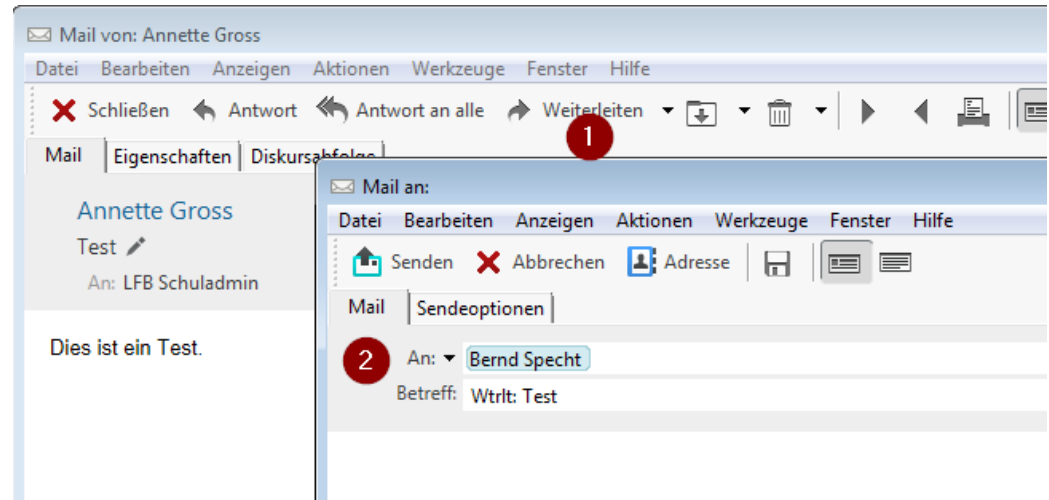 Mail von: Annette Gross
Datei Bearbeiten Anzeigen Aktionen Werkzeuge Fenster Hilfe
Schließen Antwort Antwort an alle Weiterleiten
1
Mail Eigenschaften Diskursabfolge
Annette Gross
Test
An: LFB Schuladmin
Dies ist ein Test.
Mail an:
Datei Bearbeiten Anzeigen Aktionen Werkzeuge Fenster Hilfe
Senden Abbrechen Adresse
Mail Sendeoptionen
2 An: Bernd Specht
Betreff: Wtrlt: Test